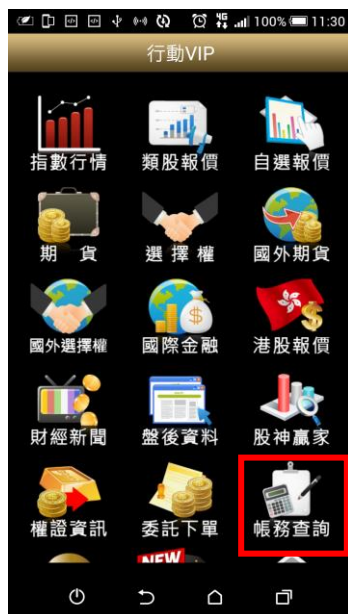 4G 100% 11:30
行動VIP
指數行情 類股報價 自選報價
期 貨 選 擇 權 國外期貨
國外選擇權 國際金融 港股報價
財經新聞 盤後資料 股神贏家
權證資訊 委託下單 帳務查詢
NEW